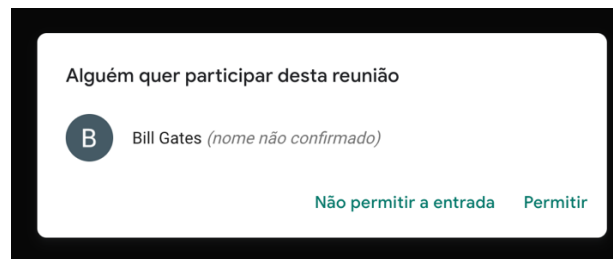 Alguém quer participar desta reunião
B
Bill Gates (nome não confirmado)
Não permitir a entrada Permitir